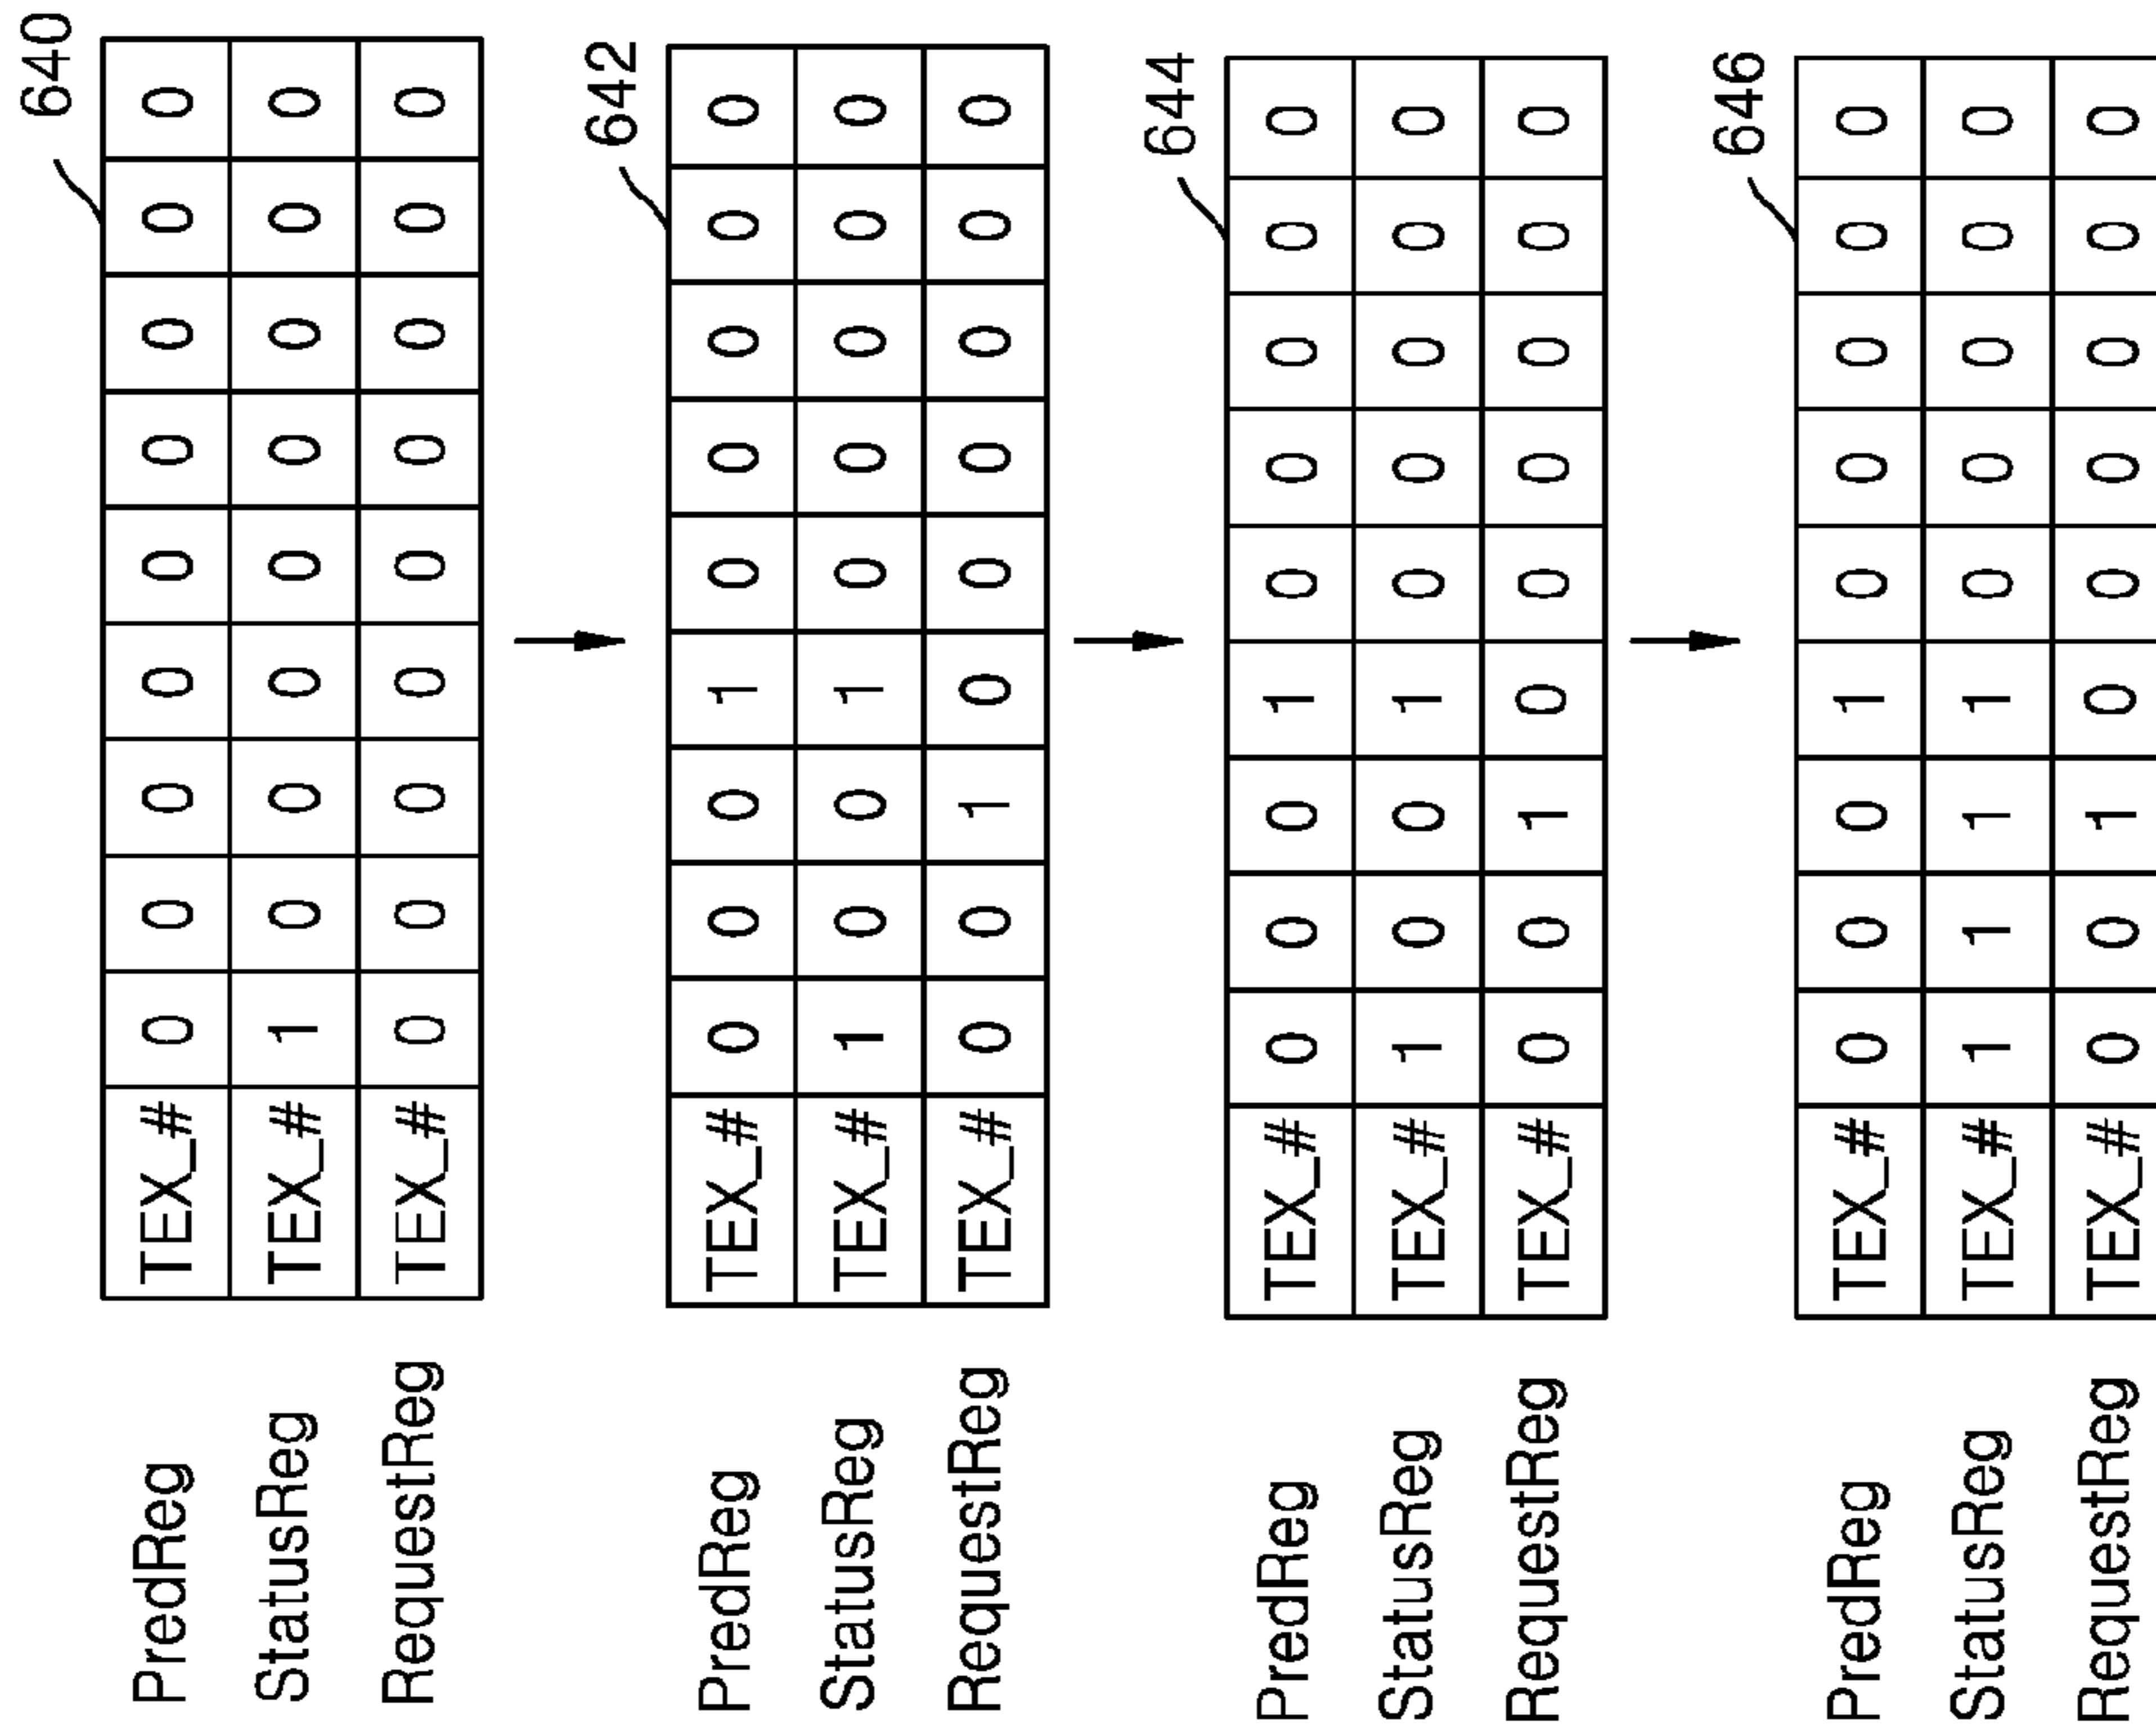 640
PredReg TEX_# 0 0 0 0 0 0 0 0 0
StatusReg TEX_# 1 0 0 0 0 0 0 0 0
RequestReg TEX_# 0 0 0 0 0 0 0 0 0
642
PredReg TEX_# 0 0 0 1 0 0 0 0 0
StatusReg TEX_# 1 0 0 1 0 0 0 0 0
RequestReg TEX_# 0 0 1 0 0 0 0 0 0
644
PredReg TEX_# 0 0 0 1 0 0 0 0 0
StatusReg TEX_# 1 0 0 1 0 0 0 0 0
RequestReg TEX_# 0 0 1 0 0 0 0 0 0
646
PredReg TEX_# 0 0 0 1 0 0 0 0 0
StatusReg TEX_# 1 1 1 1 0 0 0 0 0
RequestReg TEX_# 0 0 1 0 0 0 0 0 0